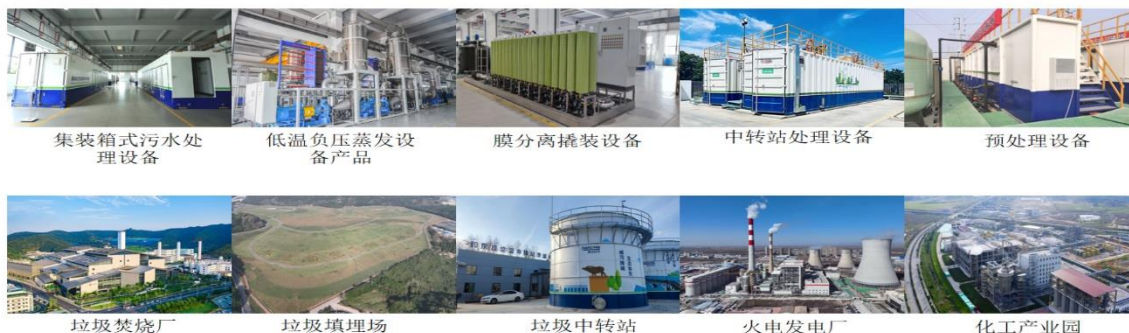 集装箱式污水处
理设备
低温负压蒸发设
备产品
膜分离撬装设备
中转站处理设备
预处理设备
垃圾焚烧厂
垃圾填埋场
垃圾中转站
火电发电厂
化工产业园